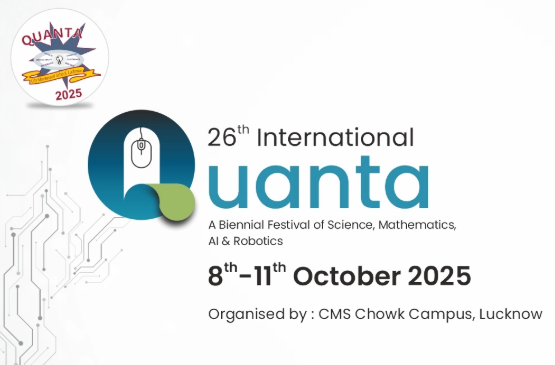 QUANTA
2025
26th International
Quanta
A Biennial Festival of Science, Mathematics,
AI & Robotics
8th-11th October 2025
Organised by : CMS Chowk Campus, Lucknow